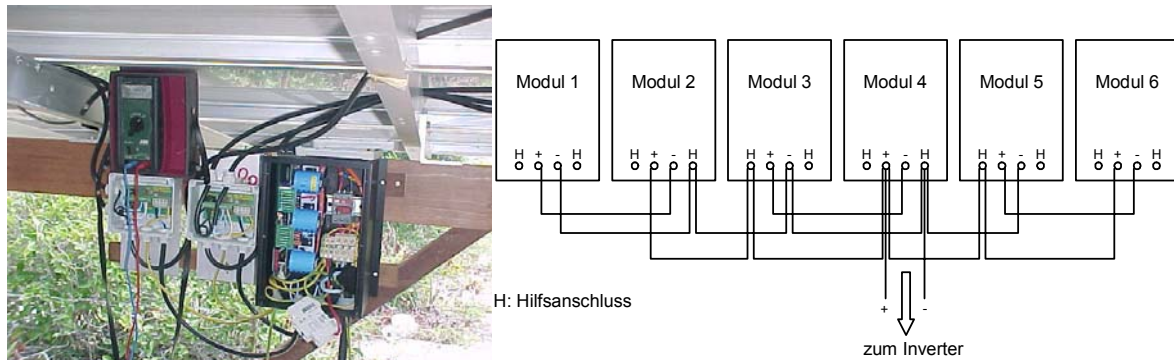 Modul 1 Modul 2 Modul 3 Modul 4 Modul 5 Modul 6
H + - H H + - H H + - H H + - H H + - H H + - H
H: Hilfsanschluss
+ -
zum Inverter